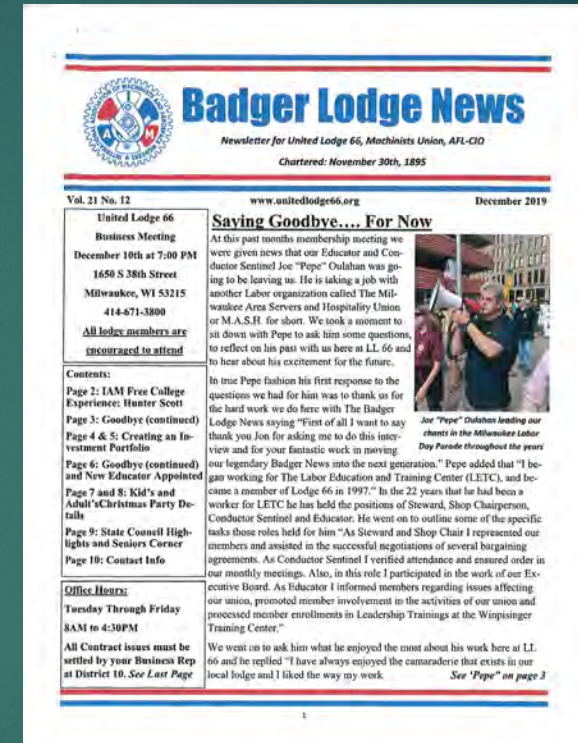 Badger Lodge News
Newsletter for United Lodge 66, Machinists Union, AFL-CIO
Chartered: November 30th, 1895
Vol. 21 No. 12
www.unitedlodge66.org
December 2019
United Lodge 66
Business Meeting
December 10th at 7:00 PM
1650 S 38th Street
Milwaukee, WI 53215
414-671-3800
All lodge members are
encouraged to attend
Contents:
Page 2: IAM Free College
Experience: Hunter Scott
Page 3: Goodbye (continued)
Page 4 & 5: Creating an In-
vestment Portfolio
Page 6: Goodbye (continued)
and New Educator Appointed
Page 7 and 8: Kid's and
Adult'sChristmas Party De-
tails
Page 9: State Council High-
lights and Seniors Corner
Page 10: Contact Info
Office Hours:
Tuesday Through Friday
8AM to 4:30PM
All Contract issues must be
settled by your Business Rep
at District 10. See Last Page
Saying Goodbye…. For Now
At this past months membership meeting we
were given news that our Educator and Con-
ductor Sentinel Joe "Pepe" Oulahan was go-
ing to be leaving us. He is taking a job with
another Labor organization called The Mil-
waukee Area Servers and Hospitality Union
or M.A.S.H. for short. We took a moment to
sit down with Pepe to ask him some questions,
to reflect on his past with us here at LL 66 and
to hear about his excitement for the future.
In true Pepe fashion his first response to the
questions we had for him was to thank us for
the hard work we do here with The Badger
Lodge News saying "First of all I want to say
thank you Jon for asking me to do this inter-
view and for your fantastic work in moving
our legendary Badger News into the next generation." Pepe added that "I be-
gan working for The Labor Education and Training Center (LETC), and be-
came a member of Lodge 66 in 1997." In the 22 years that he had been a
worker for LETC he has held the positions of Steward, Shop Chairperson,
Conductor Sentinel and Educator. He went on to outline some of the specific
tasks those roles held for him "As Steward and Shop Chair I represented our
members and assisted in the successful negotiations of several bargaining
agreements. As Conductor Sentinel I verified attendance and ensured order in
our monthly meetings. Also, in this role I participated in the work of our Ex-
ecutive Board. As Educator I informed members regarding issues affecting
our union, promoted member involvement in the activities of our union and
processed member enrollments in Leadership Trainings at the Winpisinger
Training Center."
We went on to ask him what he enjoyed the most about his work here at LL
66 and he replied "I have always enjoyed the camaraderie that exists in our
local lodge and I liked the way my work
See 'Pepe" on page 3
Joe "Pepe" Oulahan leading our
chants in the Milwaukee Labor
Day Parade throughout the years
1